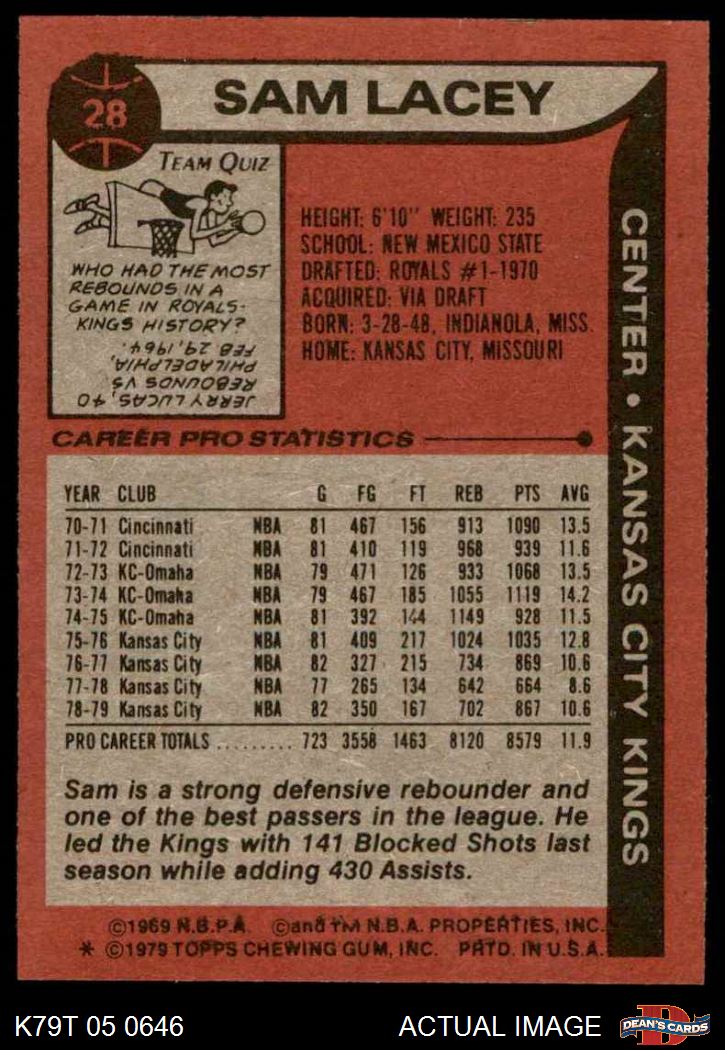 28
SAM LACEY
TEAM QUIZ
WHO HAD THE MOST
REBOUNDS IN A
GAME IN ROYALS-
KINGS HISTORY?
JERRY LUCAS, 40
REBOUNDS VS.
PHILADELPHIA,
FEB 29, 1964.
HEIGHT: 6'10" WEIGHT: 235
SCHOOL: NEW MEXICO STATE
DRAFTED: ROYALS #1-1970
ACQUIRED: VIA DRAFT
BORN: 3-28-48, INDIANOLA, MISS.
HOME: KANSAS CITY, MISSOURI
CENTER • KANSAS CITY KINGS
CAREER PRO STATISTICS
YEAR CLUB G FG FT REB PTS AVG
70-71 Cincinnati NBA 81 467 156 913 1090 13.5
71-72 Cincinnati NBA 81 410 119 968 939 11.6
72-73 KC-Omaha NBA 79 471 126 933 1068 13.5
73-74 KC-Omaha NBA 79 467 185 1055 1119 14.2
74-75 KC-Omaha NBA 81 392 144 1149 928 11.5
75-76 Kansas City NBA 81 409 217 1024 1035 12.8
76-77 Kansas City NBA 82 327 215 734 869 10.6
77-78 Kansas City NBA 77 265 134 642 664 8.6
78-79 Kansas City NBA 82 350 167 702 867 10.6
PRO CAREER TOTALS ......... 723 3558 1463 8120 8579 11.9
Sam is a strong defensive rebounder and
one of the best passers in the league. He
led the Kings with 141 Blocked Shots last
season while adding 430 Assists.
©1969 N.B.P.A. ©and TM N.B.A. PROPERTIES, INC.
* ©1979 TOPPS CHEWING GUM, INC. PRTD. IN U.S.A.
K79T 05 0646
ACTUAL IMAGE
D
DEAN'S CARDS